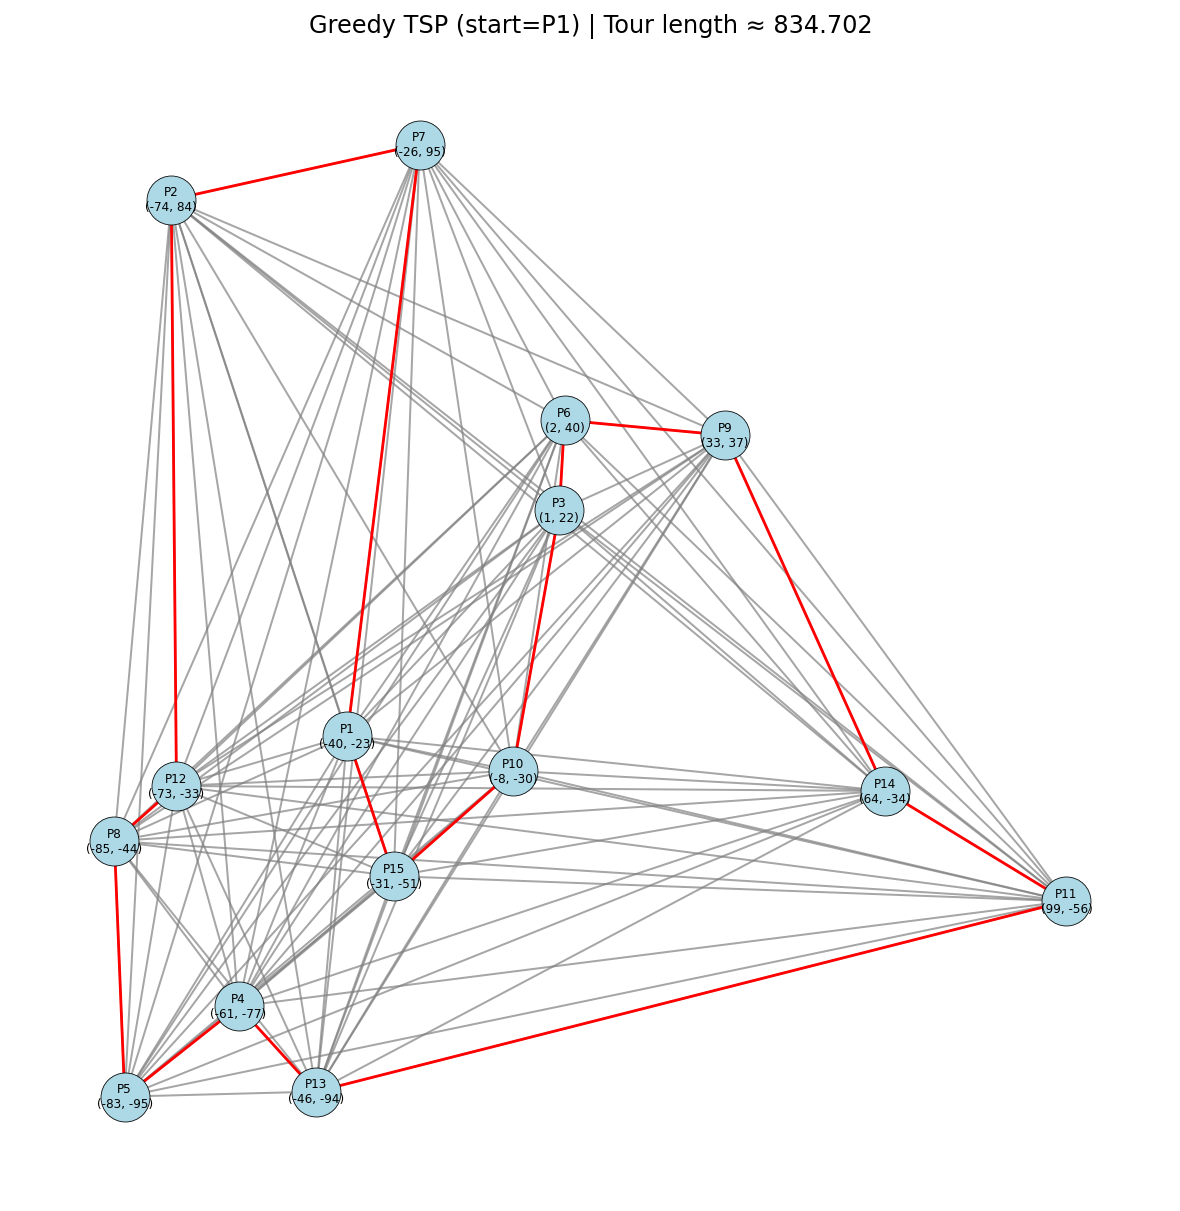 Greedy TSP (start=P1) | Tour length ≈ 834.702
P7
(-26, 95)
P2
(-74, 84)
P6
(2, 40)
P9
(33, 37)
P3
(1, 22)
P1
(-40, -23)
P10
(-8, -30)
P12
(-73, -33)
P14
(64, -34)
P8
(-85, -44)
P15
(-31, -51)
P11
(99, -56)
P4
(-61, -77)
P13
(-46, -94)
P5
(-83, -95)